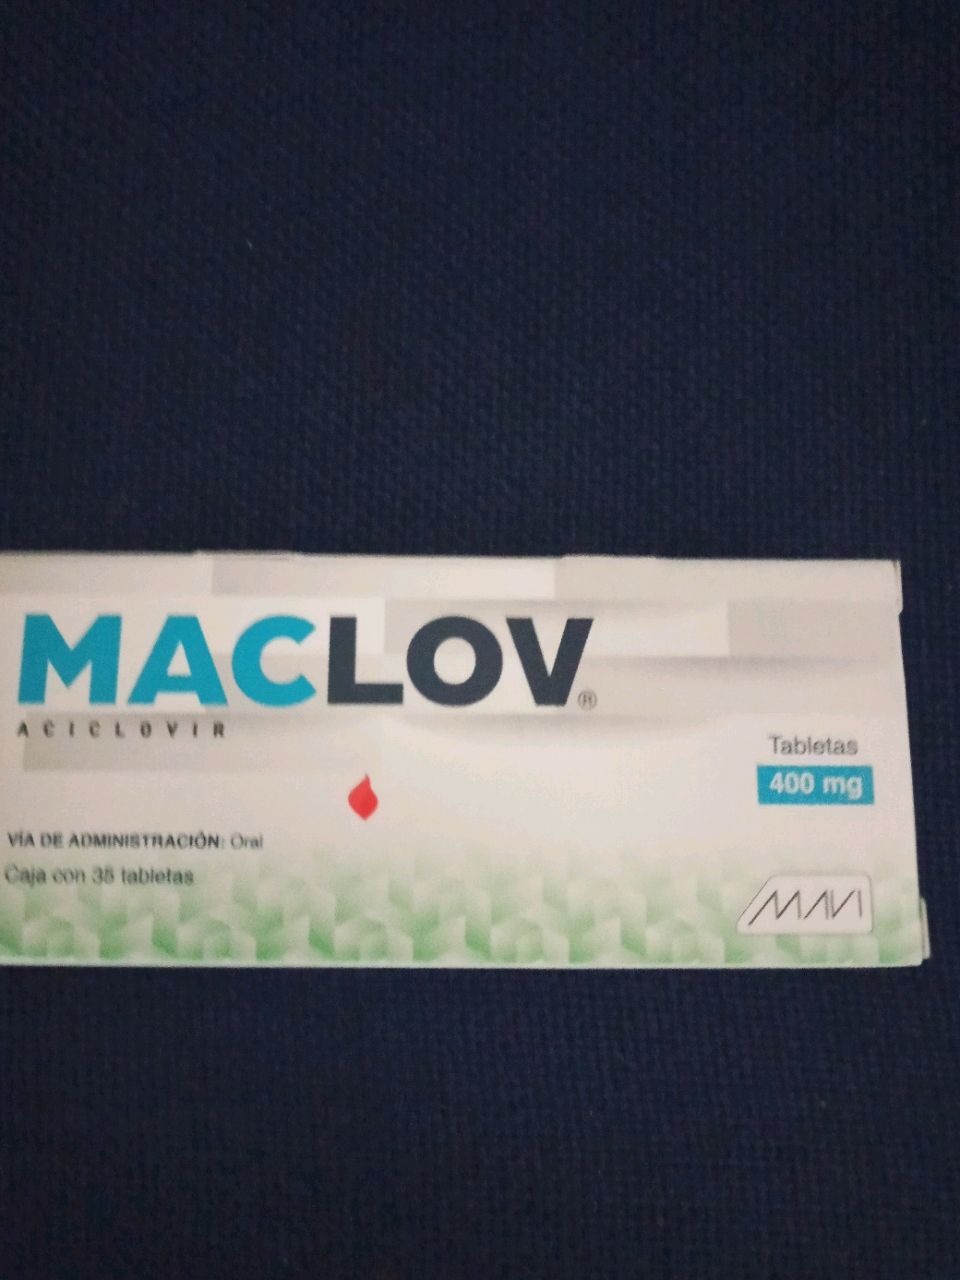 MACLOV®
ACICLOVIR
Tabletas
400 mg
VÍA DE ADMINISTRACIÓN: Oral
Caja con 35 tabletas
MAVI